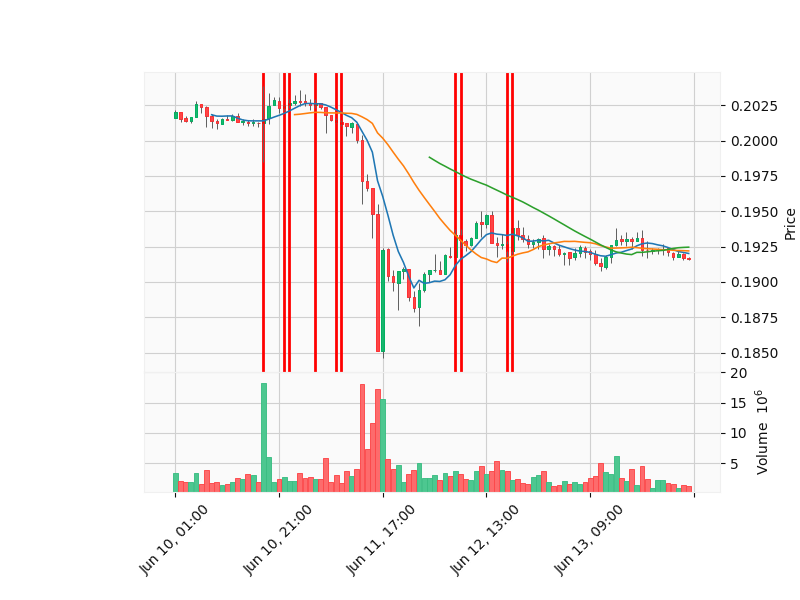 0.2025
0.2000
0.1975
0.1950
0.1925
0.1900
0.1875
0.1850
Price
20
15
10
5
Volume 10⁶
Jun 10, 01:00
Jun 10, 21:00
Jun 11, 17:00
Jun 12, 13:00
Jun 13, 09:00